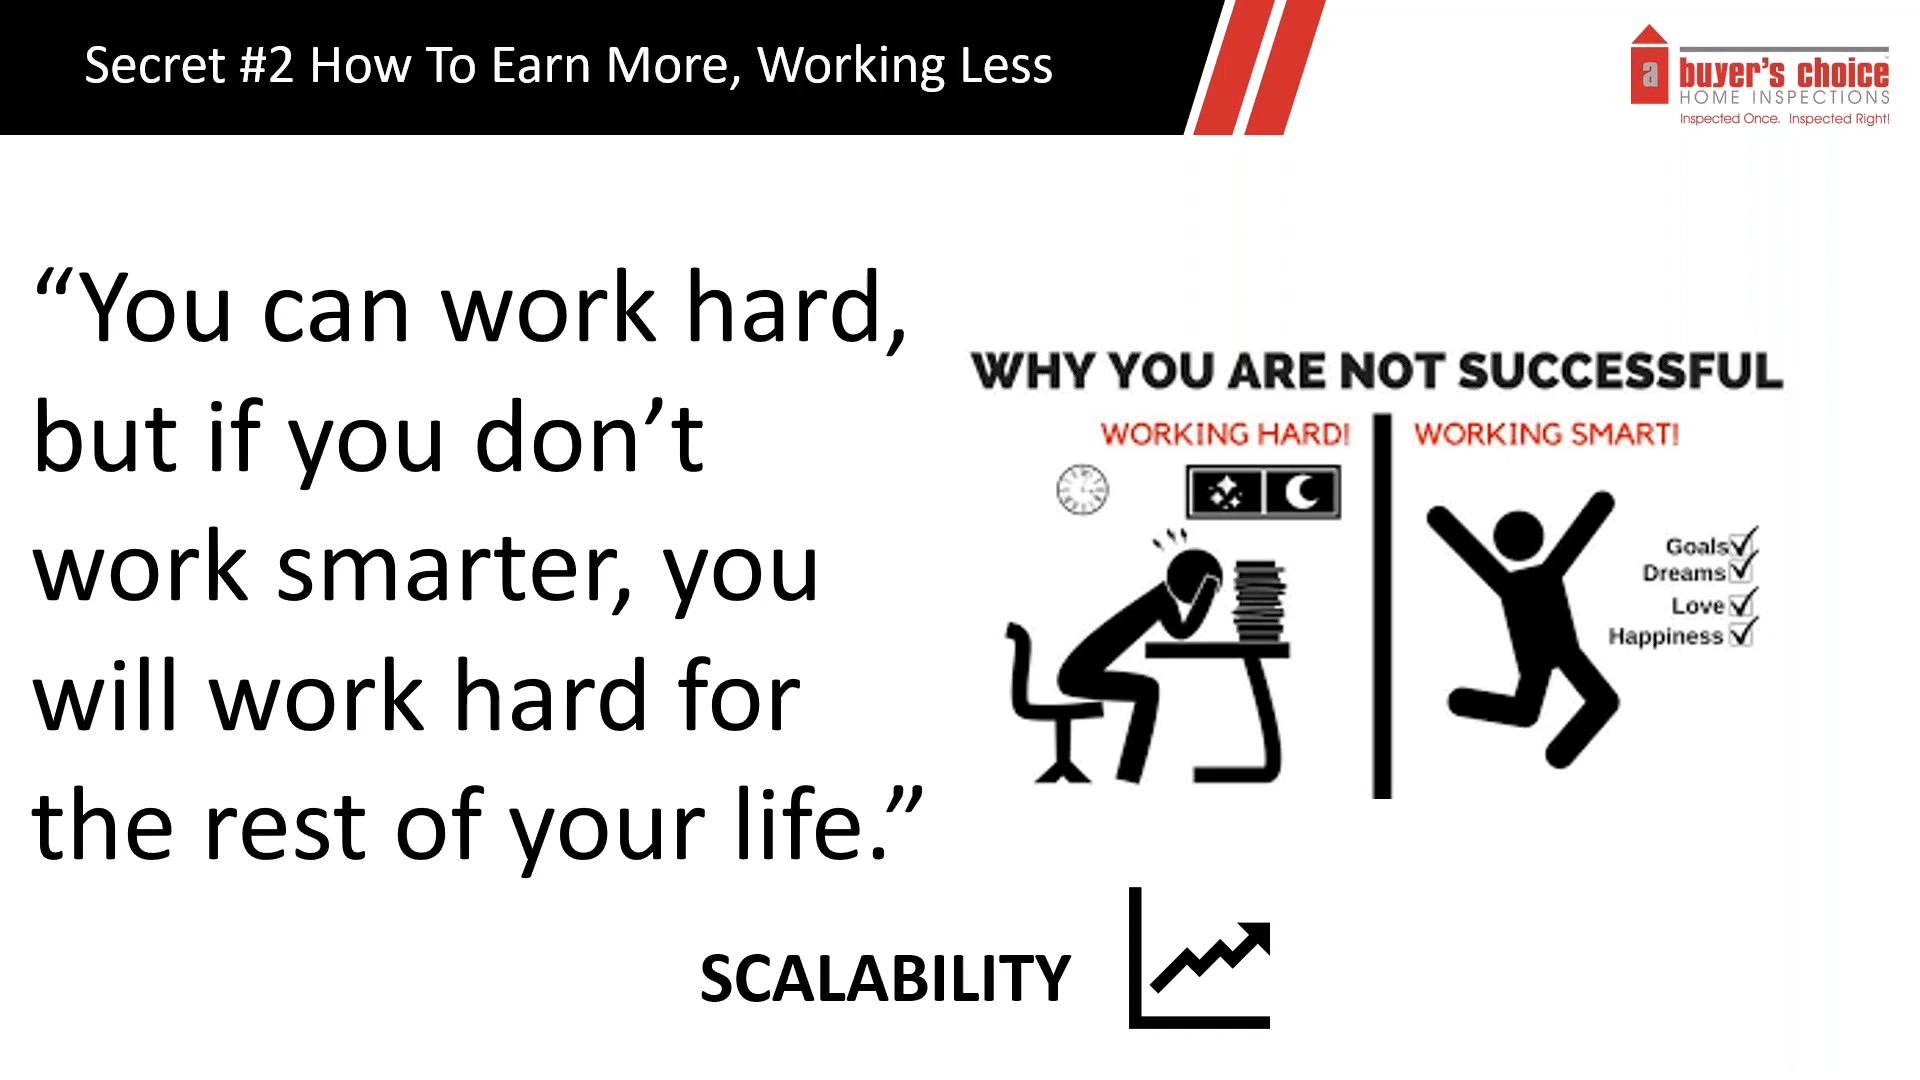 Secret #2 How To Earn More, Working Less
a buyer's choice
HOME INSPECTIONS
Inspected Once. Inspected Right!
“You can work hard,
but if you don’t
work smarter, you
will work hard for
the rest of your life.”
WHY YOU ARE NOT SUCCESSFUL
WORKING HARD!
WORKING SMART!
Goals
Dreams
Love
Happiness
SCALABILITY